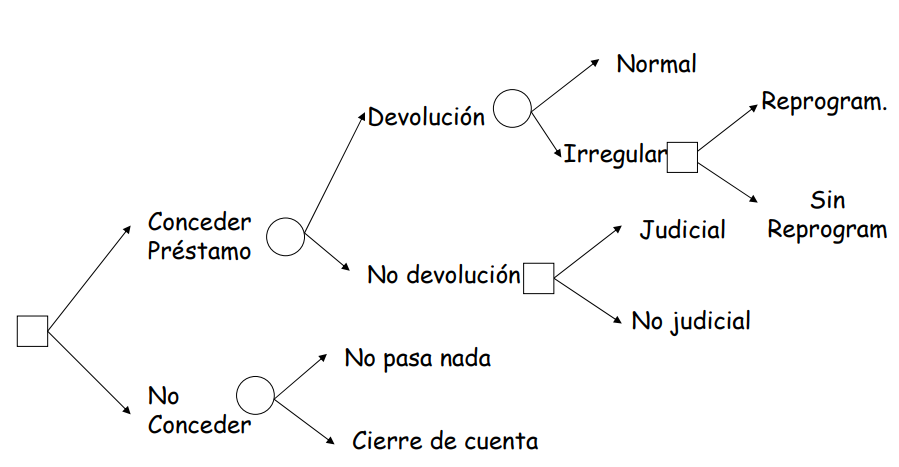 Normal
Reprogram.
Devolución
Irregular
Sin
Reprogram
Conceder
Préstamo
Judicial
No devolución
No judicial
No pasa nada
No
Conceder
Cierre de cuenta